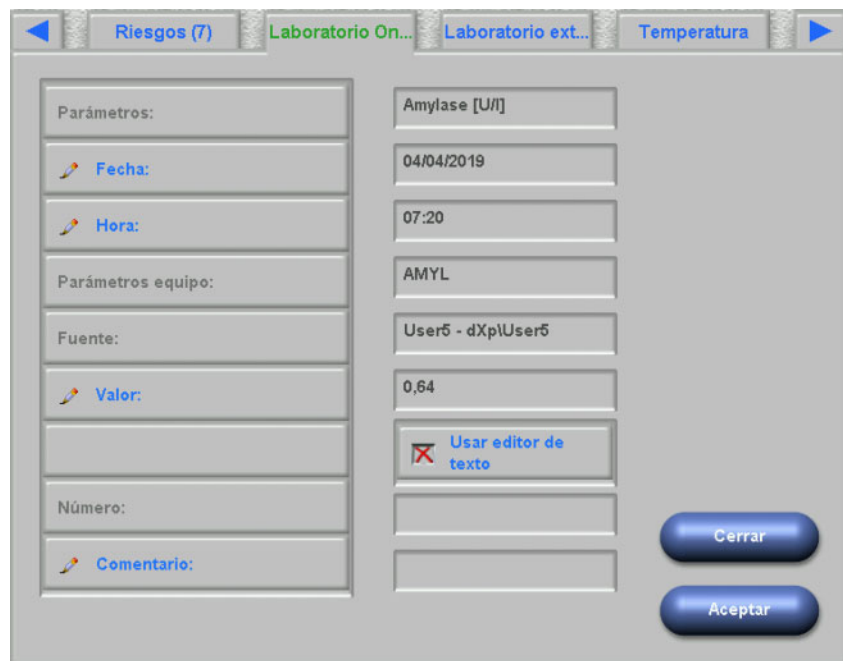 Riesgos (7)
Laboratorio On...
Laboratorio ext...
Temperatura
Parámetros:
Amylase [U/l]
Fecha:
04/04/2019
Hora:
07:20
Parámetros equipo:
AMYL
Fuente:
User5 - dXp\User5
Valor:
0,64
Usar editor de
texto
Número:
Comentario:
Cerrar
Aceptar